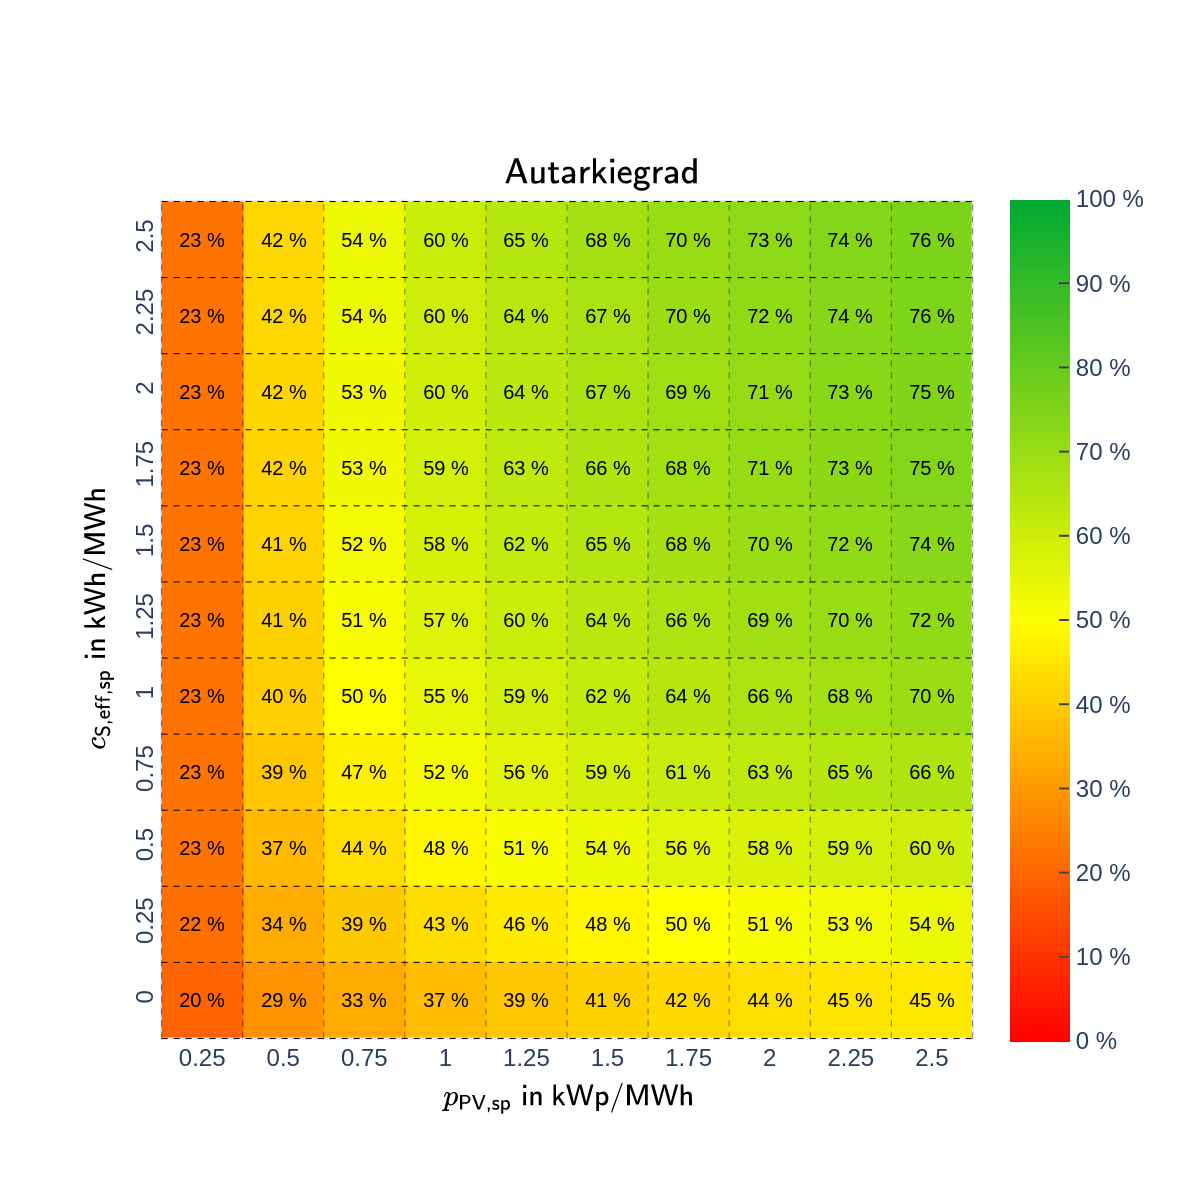 Autarkiegrad
2.5 23 % 42 % 54 % 60 % 65 % 68 % 70 % 73 % 74 % 76 %
2.25 23 % 42 % 54 % 60 % 64 % 67 % 70 % 72 % 74 % 76 %
2 23 % 42 % 53 % 60 % 64 % 67 % 69 % 71 % 73 % 75 %
1.75 23 % 42 % 53 % 59 % 63 % 66 % 68 % 71 % 73 % 75 %
1.5 23 % 41 % 52 % 58 % 62 % 65 % 68 % 70 % 72 % 74 %
1.25 23 % 41 % 51 % 57 % 60 % 64 % 66 % 69 % 70 % 72 %
1 23 % 40 % 50 % 55 % 59 % 62 % 64 % 66 % 68 % 70 %
0.75 23 % 39 % 47 % 52 % 56 % 59 % 61 % 63 % 65 % 66 %
0.5 23 % 37 % 44 % 48 % 51 % 54 % 56 % 58 % 59 % 60 %
0.25 22 % 34 % 39 % 43 % 46 % 48 % 50 % 51 % 53 % 54 %
0 20 % 29 % 33 % 37 % 39 % 41 % 42 % 44 % 45 % 45 %
0.25 0.5 0.75 1 1.25 1.5 1.75 2 2.25 2.5
pPV,sp in kWp/MWh
cS,eff,sp in kWh/MWh
100 %
90 %
80 %
70 %
60 %
50 %
40 %
30 %
20 %
10 %
0 %